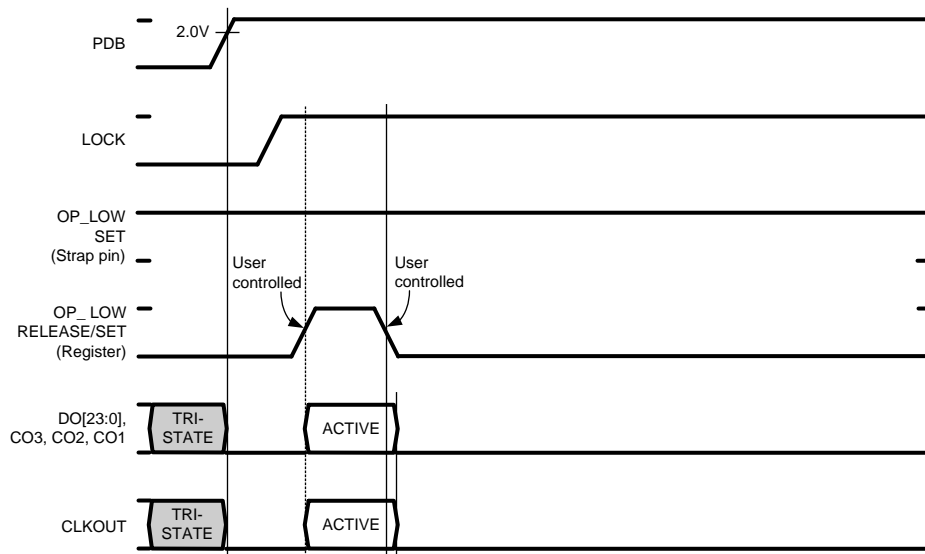 PDB
2.0V
LOCK
OP_LOW
SET
(Strap pin)
User
controlled
User
controlled
OP_ LOW
RELEASE/SET
(Register)
DO[23:0],
CO3, CO2, CO1
TRI-
STATE
ACTIVE
CLKOUT
TRI-
STATE
ACTIVE